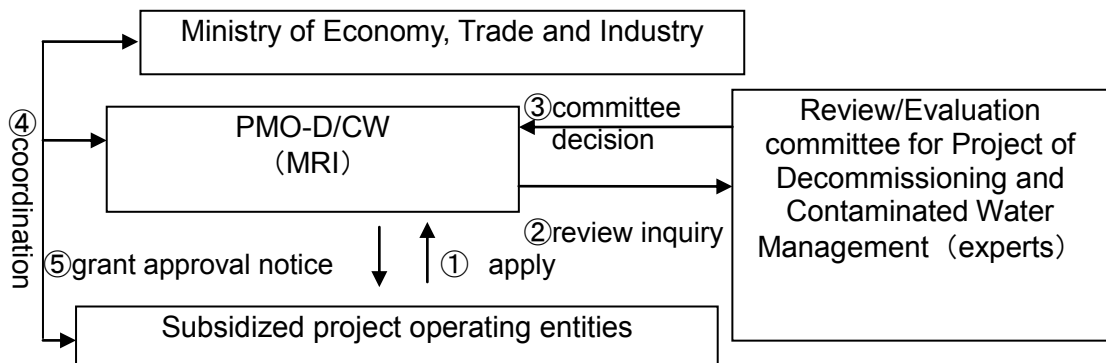 Ministry of Economy, Trade and Industry
PMO-D/CW
（MRI）
③committee
decision
Review/Evaluation
committee for Project of
Decommissioning and
Contaminated Water
Management（experts）
②review inquiry
④coordination
⑤grant approval notice
① apply
Subsidized project operating entities